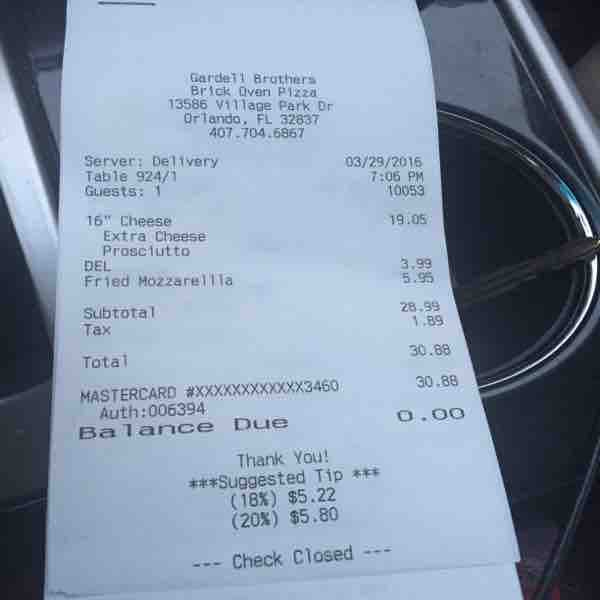 Gardell Brothers
Brick Oven Pizza
13586 Village Park Dr
Orlando, FL 32837
407.704.6867
Server: Delivery 03/29/2016
Table 924/1 7:06 PM
Guests: 1 10053
16" Cheese 19.05
Extra Cheese
Prosciutto
DEL 3.99
Fried Mozzarellla 5.95
Subtotal 28.99
Tax 1.89
Total 30.88
MASTERCARD #XXXXXXXXXXXX3460 30.88
Auth:006394
Balance Due 0.00
Thank You!
***Suggested Tip ***
(18%) $5.22
(20%) $5.80
--- Check Closed ---